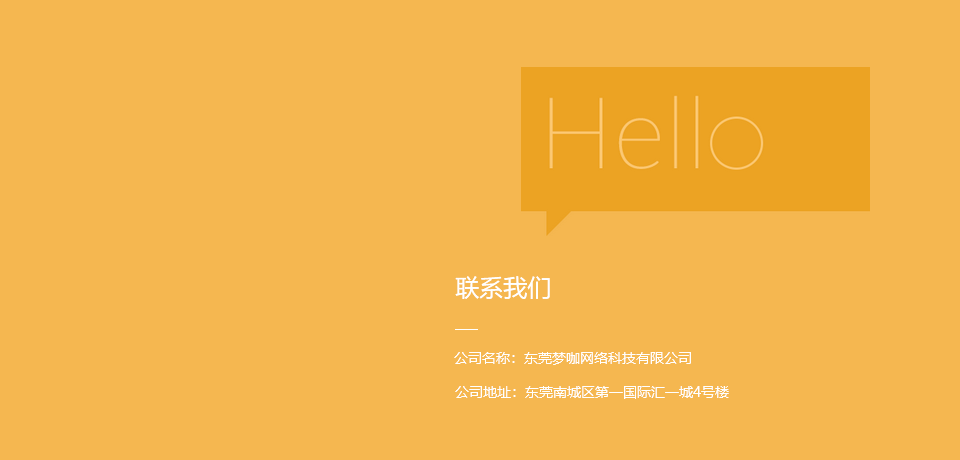 Hello
联系我们
公司名称：东莞梦咖网络科技有限公司
公司地址：东莞南城区第一国际汇一城4号楼